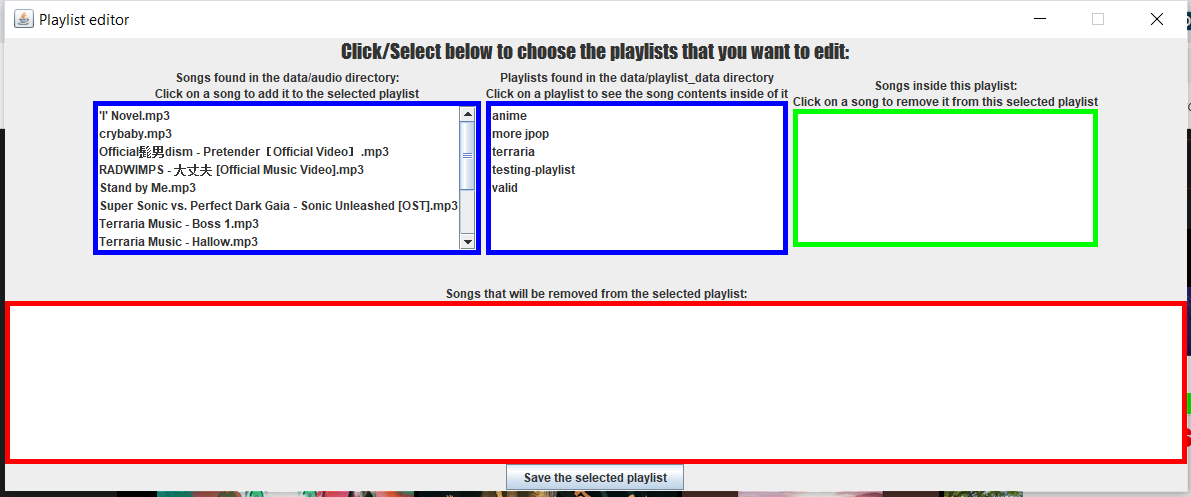 Playlist editor
Click/Select below to choose the playlists that you want to edit:
Songs found in the data/audio directory:
Click on a song to add it to the selected playlist
'I' Novel.mp3
crybaby.mp3
Official髭男dism - Pretender［Official Video］.mp3
RADWIMPS - 大丈夫 [Official Music Video].mp3
Stand by Me.mp3
Super Sonic vs. Perfect Dark Gaia - Sonic Unleashed [OST].mp3
Terraria Music - Boss 1.mp3
Terraria Music - Hallow.mp3
Playlists found in the data/playlist_data directory
Click on a playlist to see the song contents inside of it
anime
more jpop
terraria
testing-playlist
valid
Songs inside this playlist:
Click on a song to remove it from this selected playlist
Songs that will be removed from the selected playlist:
Save the selected playlist